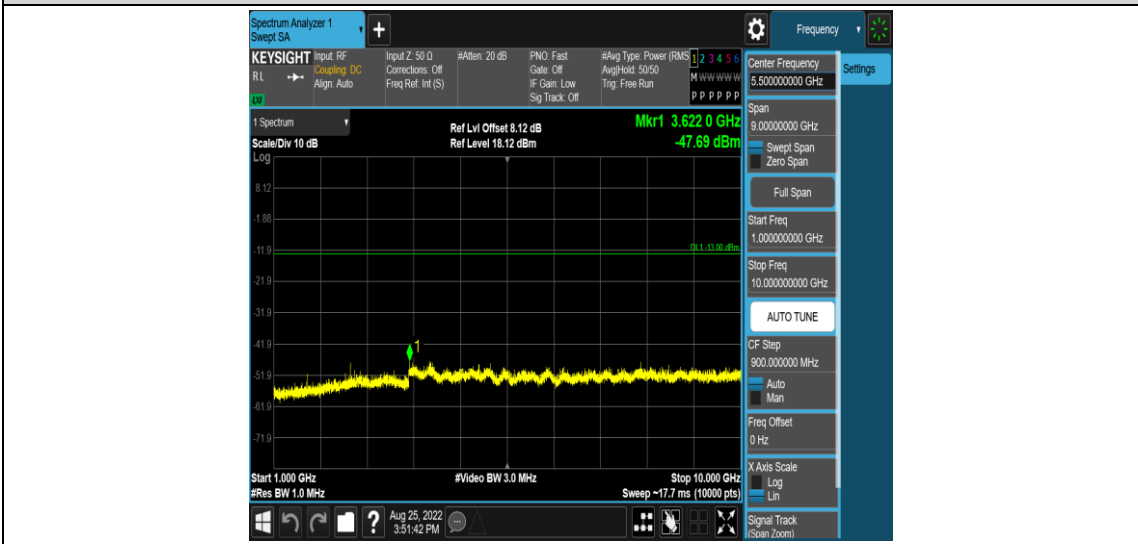 Spectrum Analyzer 1
Swept SA
+
Frequency
KEYSIGHT
RL
LXI
Input: RF
Coupling: DC
Align: Auto
Input Z: 50 Ω
Corrections: Off
Freq Ref: Int (S)
#Atten: 20 dB
PNO: Fast
Gate: Off
IF Gain: Low
Sig Track: Off
#Avg Type: Power (RMS
Avg|Hold: 50/50
Trig: Free Run
1 2 3 4 5 6
M W W W W W
P P P P P P
1 Spectrum
Scale/Div 10 dB
Log
Ref Lvl Offset 8.12 dB
Ref Level 18.12 dBm
Mkr1 3.622 0 GHz
-47.69 dBm
8.12
-1.88
-11.9
DL1 -13.00 dBm
-21.9
-31.9
-41.9
1
-51.9
-61.9
-71.9
Start 1.000 GHz
#Res BW 1.0 MHz
#Video BW 3.0 MHz
Stop 10.000 GHz
Sweep ~17.7 ms (10000 pts)
?
Aug 25, 2022
3:51:42 PM
Center Frequency
5.50000000 GHz
Settings
Span
9.00000000 GHz
Swept Span
Zero Span
Full Span
Start Freq
1.000000000 GHz
Stop Freq
10.000000000 GHz
AUTO TUNE
CF Step
900.000000 MHz
Auto
Man
Freq Offset
0 Hz
X Axis Scale
Log
Lin
Signal Track
(Span Zoom)